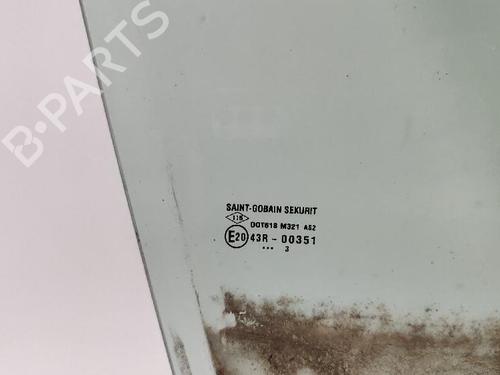 B-PARTS
SAINT-GOBAIN SEKURIT
DOT618 M321 AS2
E20 43R - 00351
... 3